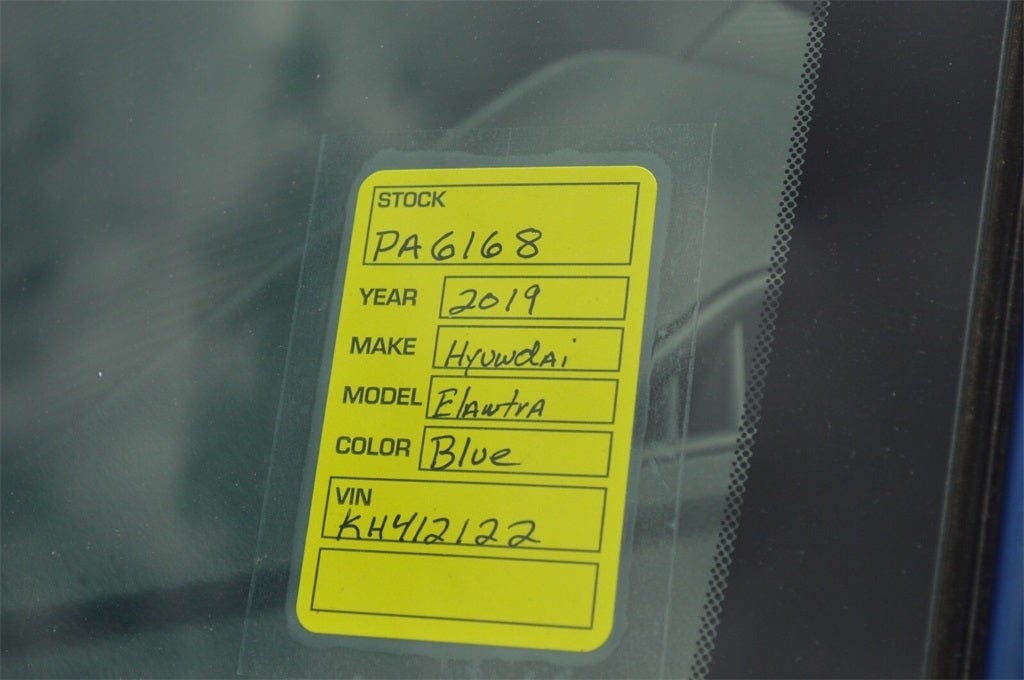 STOCK
PA6168
YEAR 2019
MAKE Hyundai
MODEL Elantra
COLOR Blue
VIN
KH412122